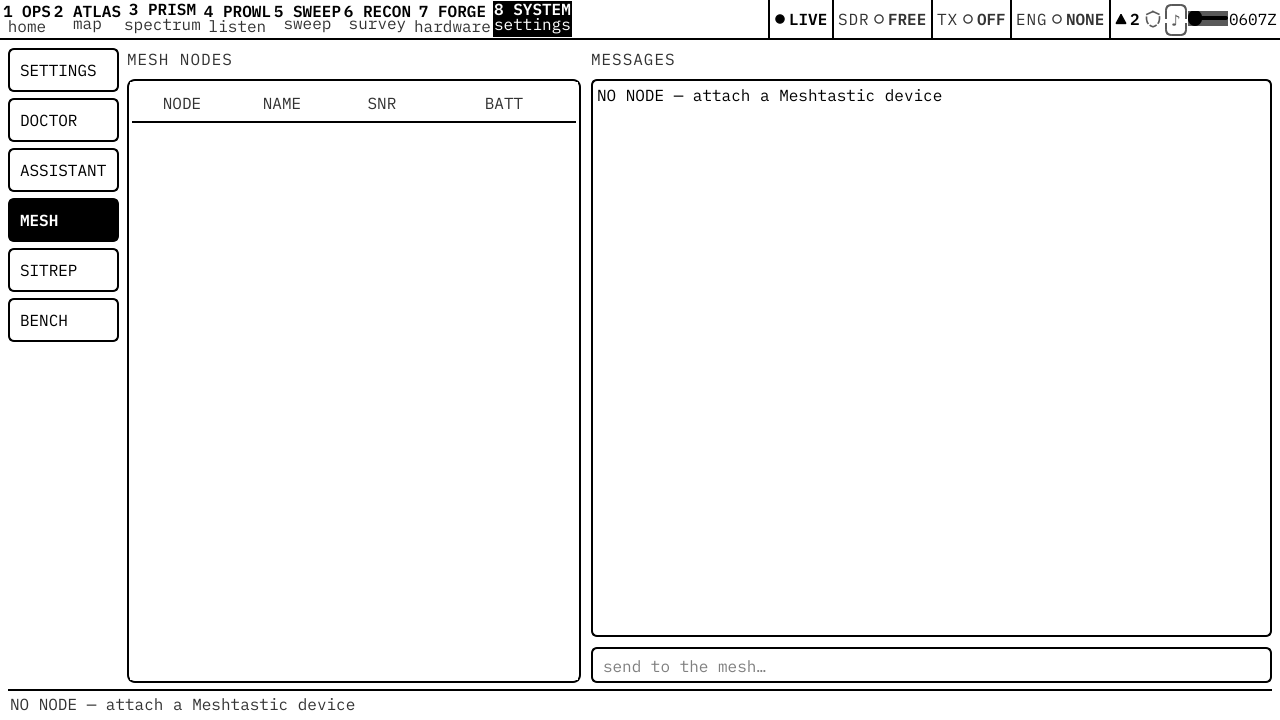 1 OPS 2 ATLAS 3 PRISM 4 PROWL 5 SWEEP 6 RECON 7 FORGE 8 SYSTEM
home map spectrum listen sweep survey hardware settings
● LIVE SDR ○ FREE TX ○ OFF ENG ○ NONE ▲ 2 ♪ 0607Z
SETTINGS
DOCTOR
ASSISTANT
MESH
SITREP
BENCH
MESH NODES
NODE NAME SNR BATT
MESSAGES
NO NODE — attach a Meshtastic device
send to the mesh…
NO NODE — attach a Meshtastic device